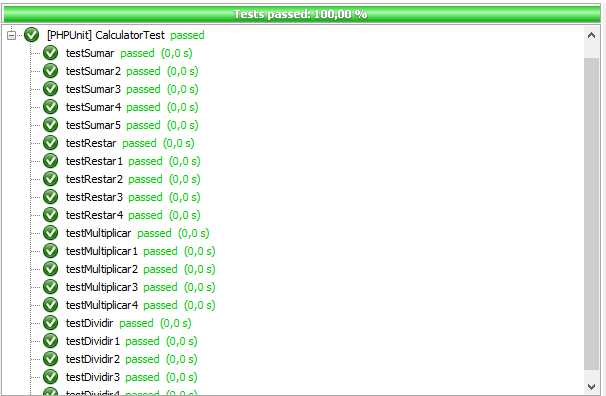 Tests passed: 100,00 %
[PHPUnit] CalculatorTest passed
testSumar passed (0,0 s)
testSumar2 passed (0,0 s)
testSumar3 passed (0,0 s)
testSumar4 passed (0,0 s)
testSumar5 passed (0,0 s)
testRestar passed (0,0 s)
testRestar1 passed (0,0 s)
testRestar2 passed (0,0 s)
testRestar3 passed (0,0 s)
testRestar4 passed (0,0 s)
testMultiplicar passed (0,0 s)
testMultiplicar1 passed (0,0 s)
testMultiplicar2 passed (0,0 s)
testMultiplicar3 passed (0,0 s)
testMultiplicar4 passed (0,0 s)
testDividir passed (0,0 s)
testDividir1 passed (0,0 s)
testDividir2 passed (0,0 s)
testDividir3 passed (0,0 s)
testDividir4 passed (0,0 s)